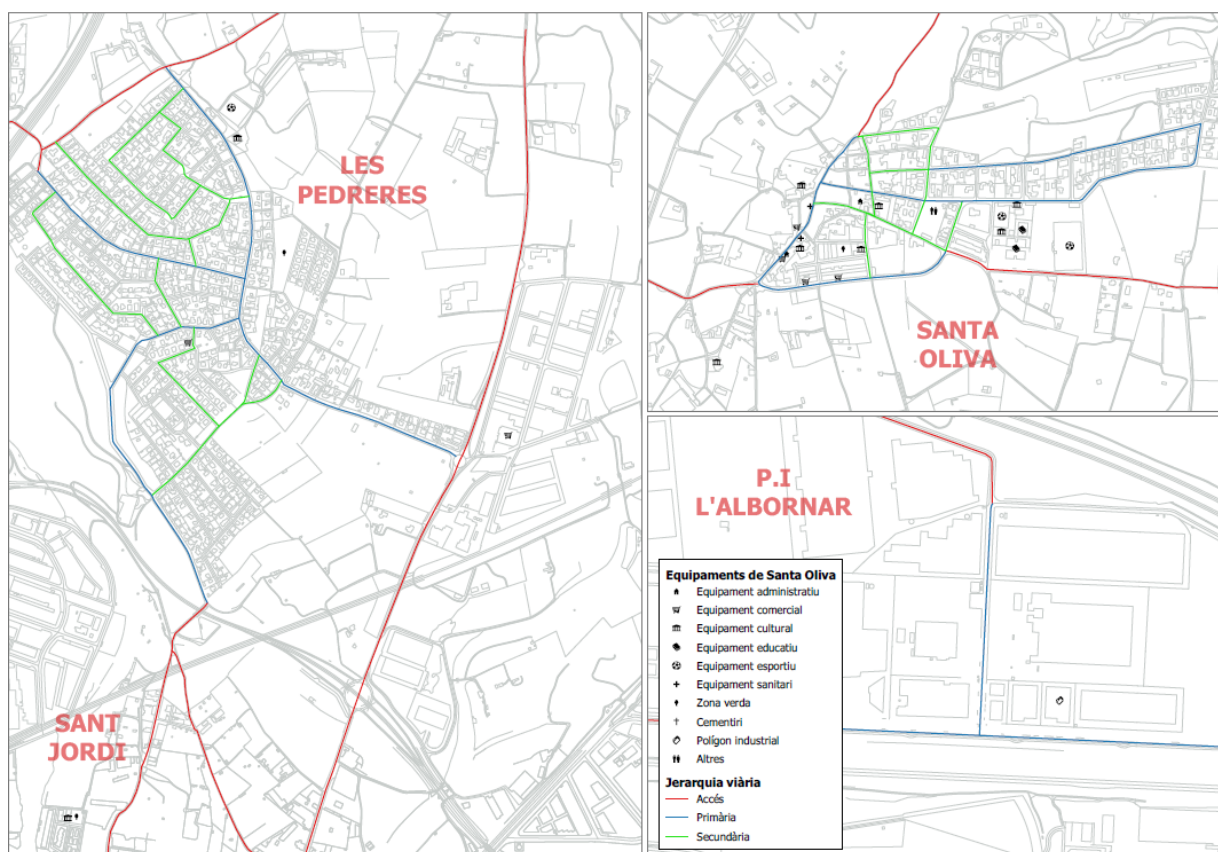 LES
PEDRERES
SANT
JORDI
SANTA
OLIVA
P.I
L'ALBORNAR
Equipaments de Santa Oliva
Equipament administratiu
Equipament comercial
Equipament cultural
Equipament educatiu
Equipament esportiu
Equipament sanitari
Zona verda
Cementiri
Polígon industrial
Altres
Jerarquia viària
Accés
Primària
Secundària